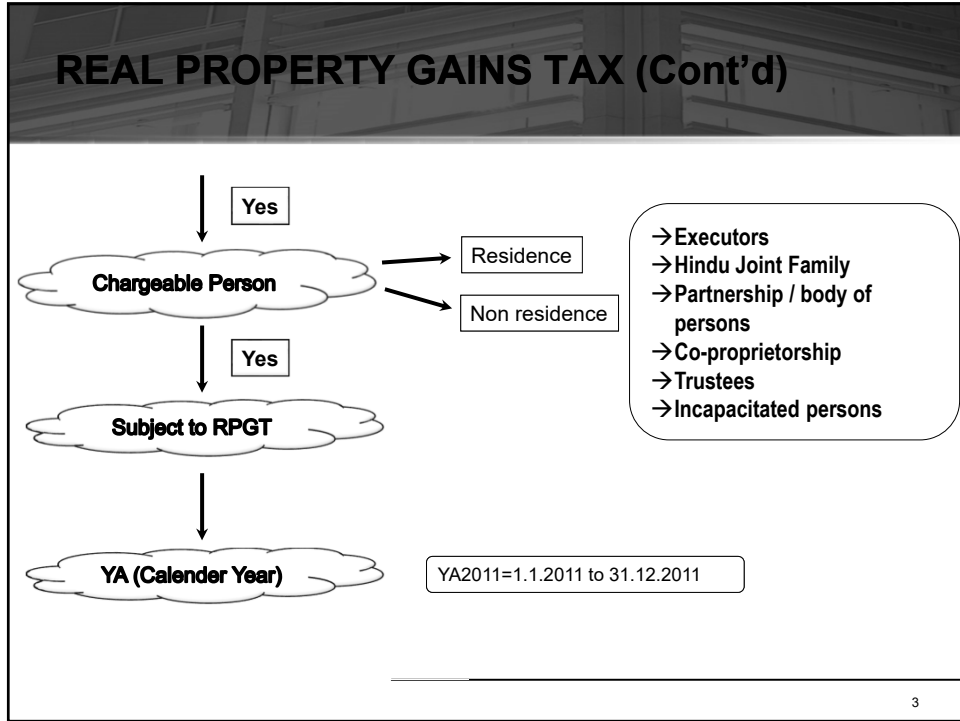 REAL PROPERTY GAINS TAX (Cont'd)
Yes
Chargeable Person
Residence
Non residence
→Executors
→Hindu Joint Family
→Partnership / body of
persons
→Co-proprietorship
→Trustees
→Incapacitated persons
Yes
Subject to RPGT
YA (Calender Year)
YA2011=1.1.2011 to 31.12.2011
3